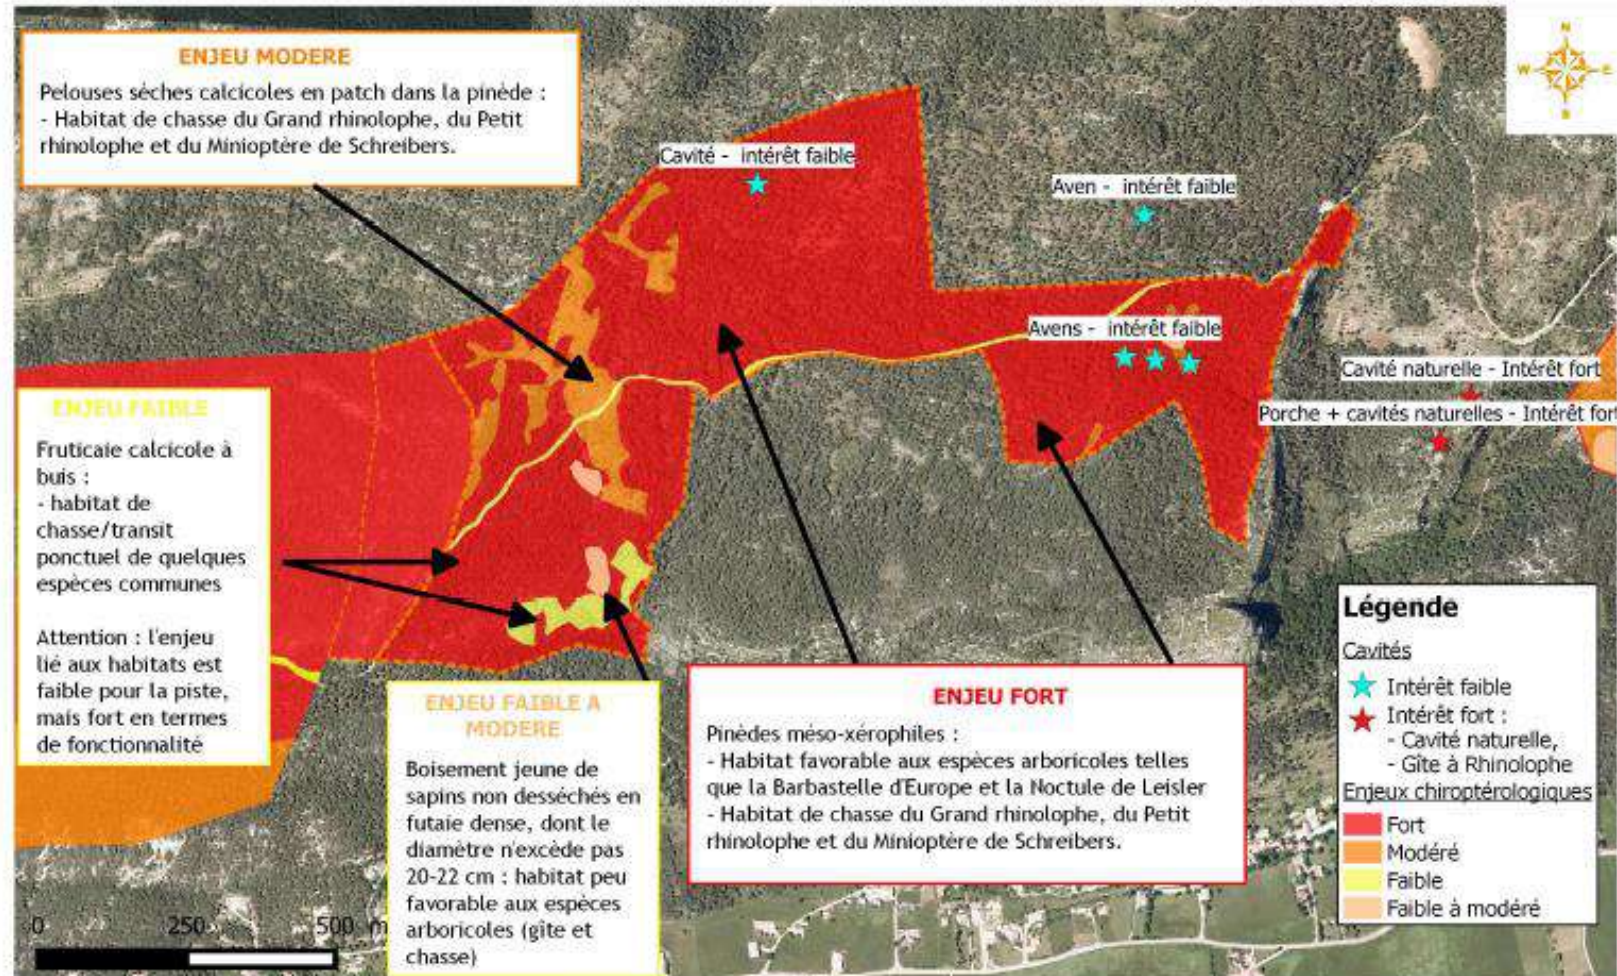 ENJEU MODERE
Pelouses sèches calcicoles en patch dans la pinède :
- Habitat de chasse du Grand rhinolophe, du Petit
rhinolophe et du Minioptère de Schreibers.
N
W
E
S
Cavité - intérêt faible
Aven - intérêt faible
Avens - intérêt faible
Cavité naturelle - Intérêt fort
Porche + cavités naturelles - Intérêt fort
ENJEU FAIBLE
Fruticaie calcicole à
buis :
- habitat de
chasse/transit
ponctuel de quelques
espèces communes
Attention : l'enjeu
lié aux habitats est
faible pour la piste,
mais fort en termes
de fonctionnalité
ENJEU FAIBLE A
MODERE
Boisement jeune de
sapins non desséchés en
futaie dense, dont le
diamètre n'excède pas
20-22 cm : habitat peu
favorable aux espèces
arboricoles (gîte et
chasse)
ENJEU FORT
Pinèdes méso-xérophiles :
- Habitat favorable aux espèces arboricoles telles
que la Barbastelle d'Europe et la Noctule de Leisler
- Habitat de chasse du Grand rhinolophe, du Petit
rhinolophe et du Minioptère de Schreibers.
Légende
Cavités
Intérêt faible
Intérêt fort :
- Cavité naturelle,
- Gîte à Rhinolophe
Enjeux chiroptérologiques
Fort
Modéré
Faible
Faible à modéré
0 250 500 m